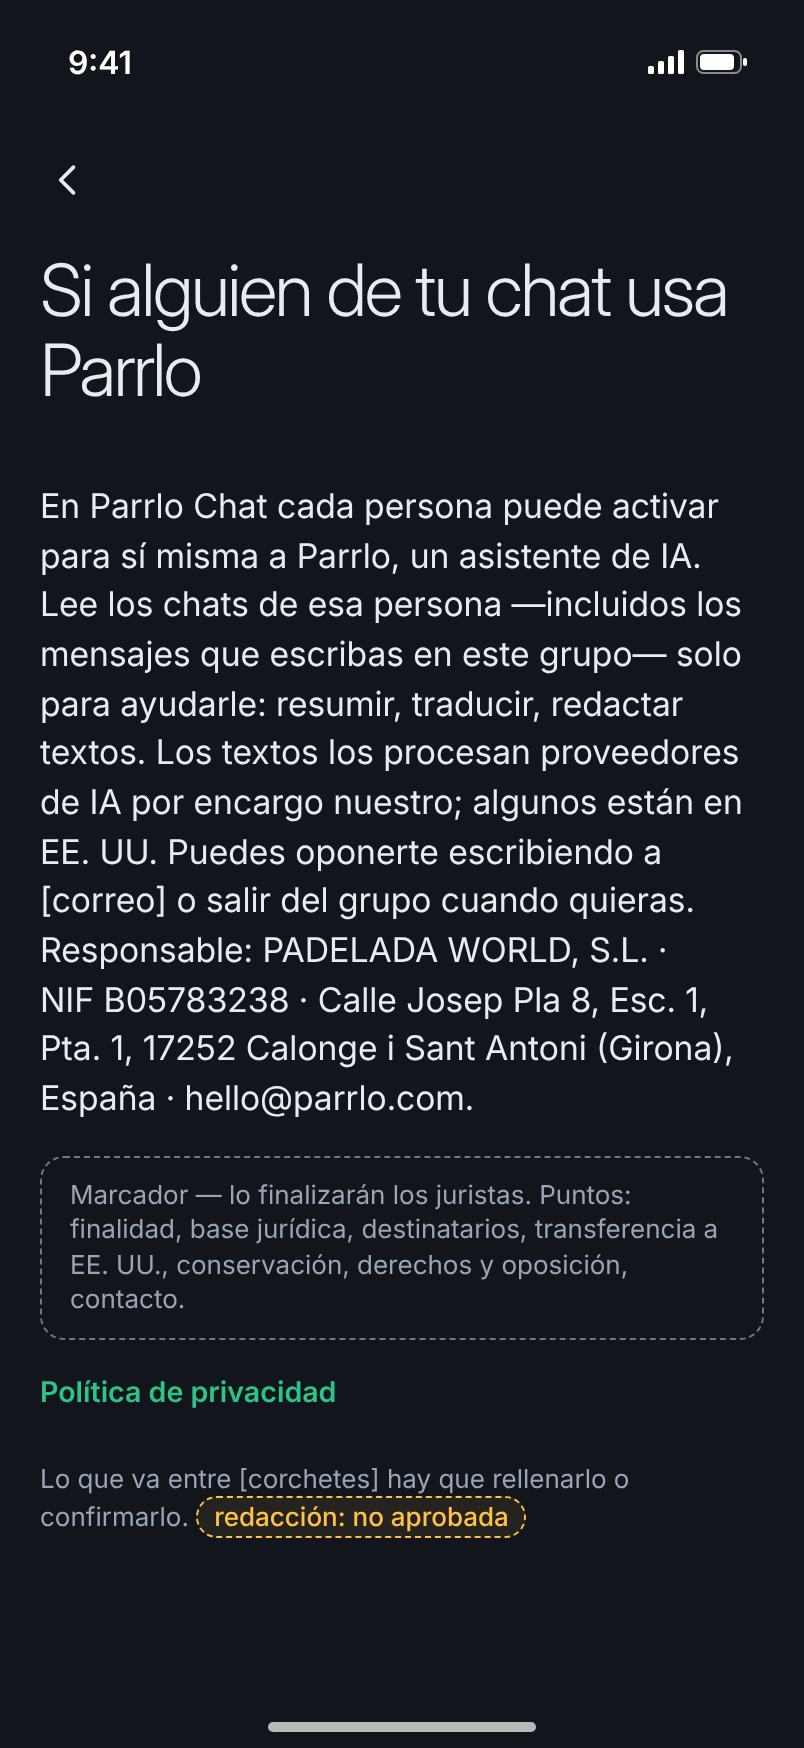 9:41
Si alguien de tu chat usa
Parrlo
En Parrlo Chat cada persona puede activar
para sí misma a Parrlo, un asistente de IA.
Lee los chats de esa persona —incluidos los
mensajes que escribas en este grupo— solo
para ayudarle: resumir, traducir, redactar
textos. Los textos los procesan proveedores
de IA por encargo nuestro; algunos están en
EE. UU. Puedes oponerte escribiendo a
[correo] o salir del grupo cuando quieras.
Responsable: PADELADA WORLD, S.L. ·
NIF B05783238 · Calle Josep Pla 8, Esc. 1,
Pta. 1, 17252 Calonge i Sant Antoni (Girona),
España · hello@parrlo.com.
Marcador — lo finalizarán los juristas. Puntos:
finalidad, base jurídica, destinatarios, transferencia a
EE. UU., conservación, derechos y oposición,
contacto.
Política de privacidad
Lo que va entre [corchetes] hay que rellenarlo o
confirmarlo. redacción: no aprobada